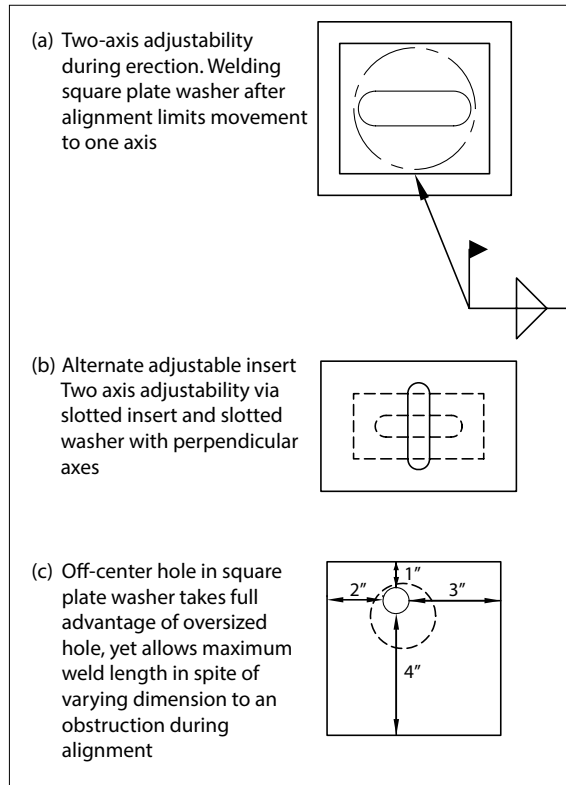 (a) Two-axis adjustability
during erection. Welding
square plate washer after
alignment limits movement
to one axis
(b) Alternate adjustable insert
Two axis adjustability via
slotted insert and slotted
washer with perpendicular
axes
(c) Off-center hole in square
plate washer takes full
advantage of oversized
hole, yet allows maximum
weld length in spite of
varying dimension to an
obstruction during
alignment
1”
2”
3”
4”